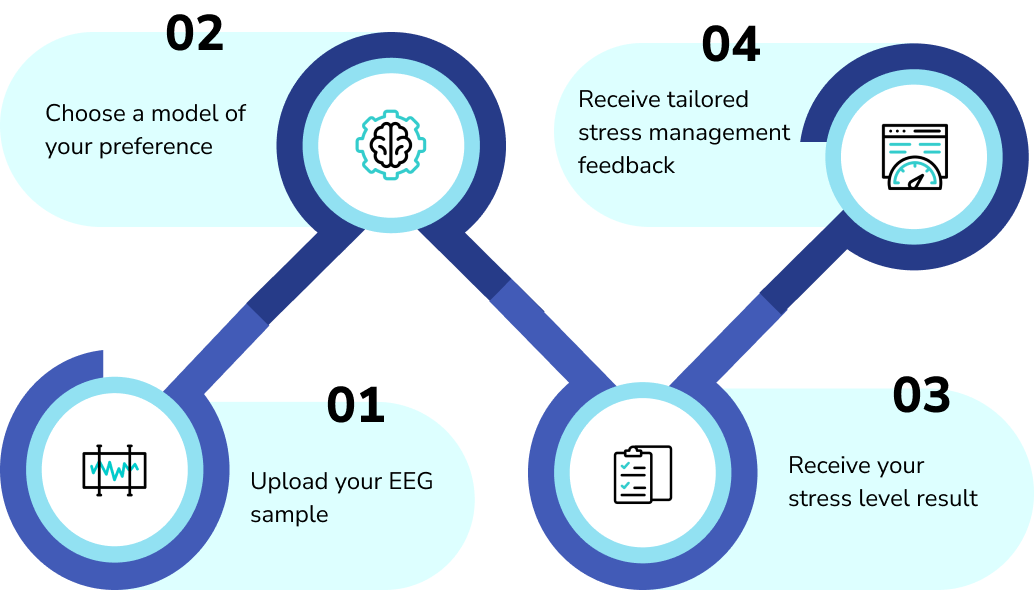 02
Choose a model of
your preference
04
Receive tailored
stress management
feedback
01
Upload your EEG
sample
03
Receive your
stress level result